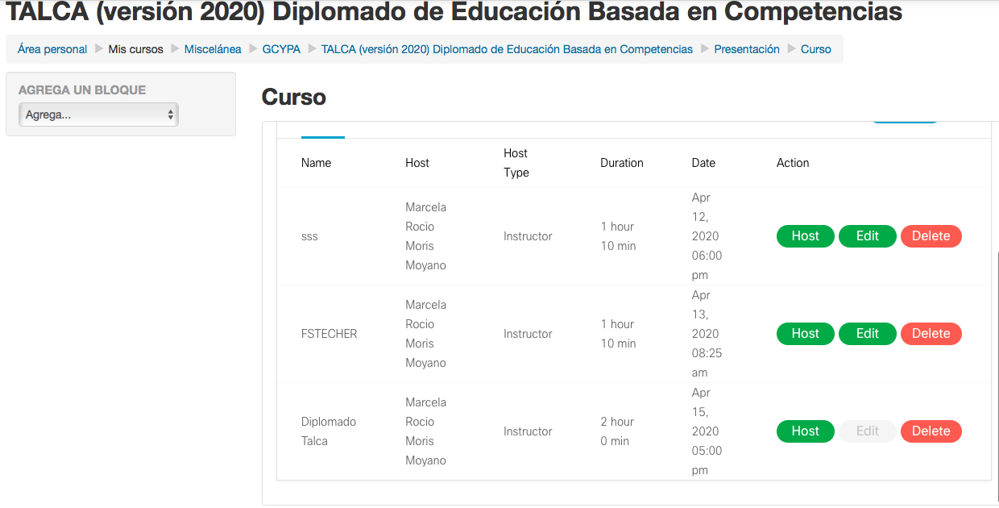 TALCA (versión 2020) Diplomado de Educación Basada en Competencias
Área personal Mis cursos Miscelánea GCYPA TALCA (versión 2020) Diplomado de Educación Basada en Competencias Presentación Curso
AGREGA UN BLOQUE
Agrega...
Curso
Name Host Host Type Duration Date Action
sss
Marcela
Rocio
Moris
Moyano
Instructor
1 hour
10 min
Apr
12,
2020
06:00
pm
Host Edit Delete
FSTECHER
Marcela
Rocio
Moris
Moyano
Instructor
1 hour
10 min
Apr
13,
2020
08:25
am
Host Edit Delete
Diplomado
Talca
Marcela
Rocio
Moris
Moyano
Instructor
2 hour
0 min
Apr
15,
2020
05:00
pm
Host Edit Delete